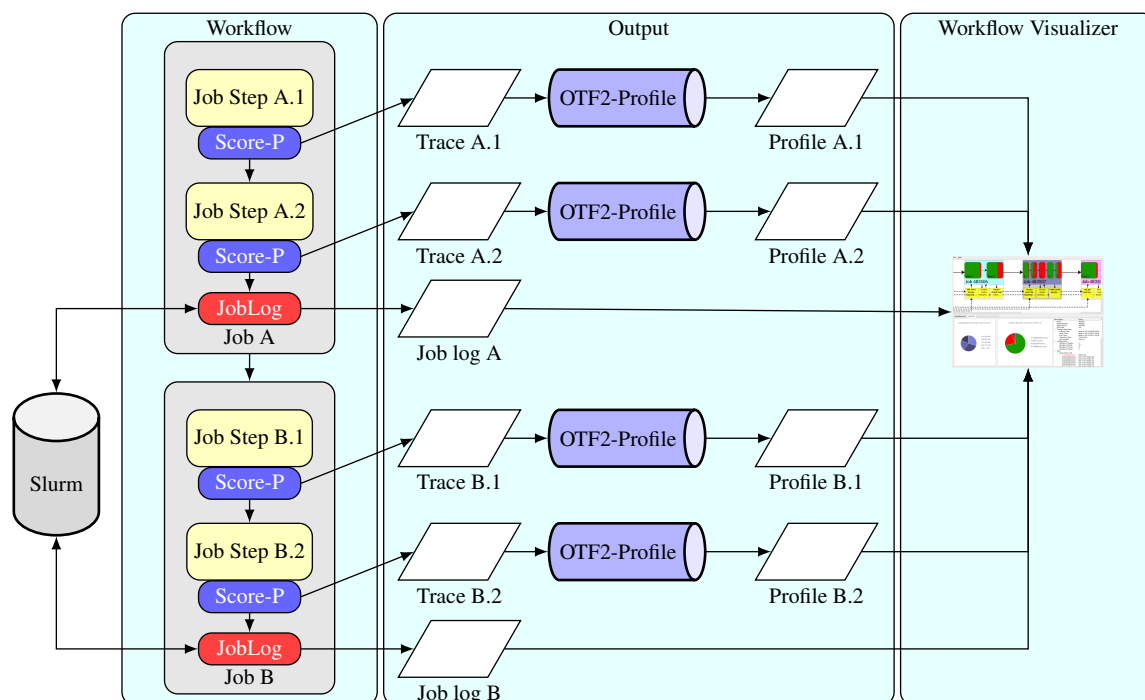 Workflow
Output
Workflow Visualizer
Job Step A.1
Score-P
Trace A.1
OTF2-Profile
Profile A.1
Job Step A.2
Score-P
Trace A.2
OTF2-Profile
Profile A.2
JobLog
Job A
Job log A
Slurm
Job Step B.1
Score-P
Trace B.1
OTF2-Profile
Profile B.1
Job Step B.2
Score-P
Trace B.2
OTF2-Profile
Profile B.2
JobLog
Job B
Job log B